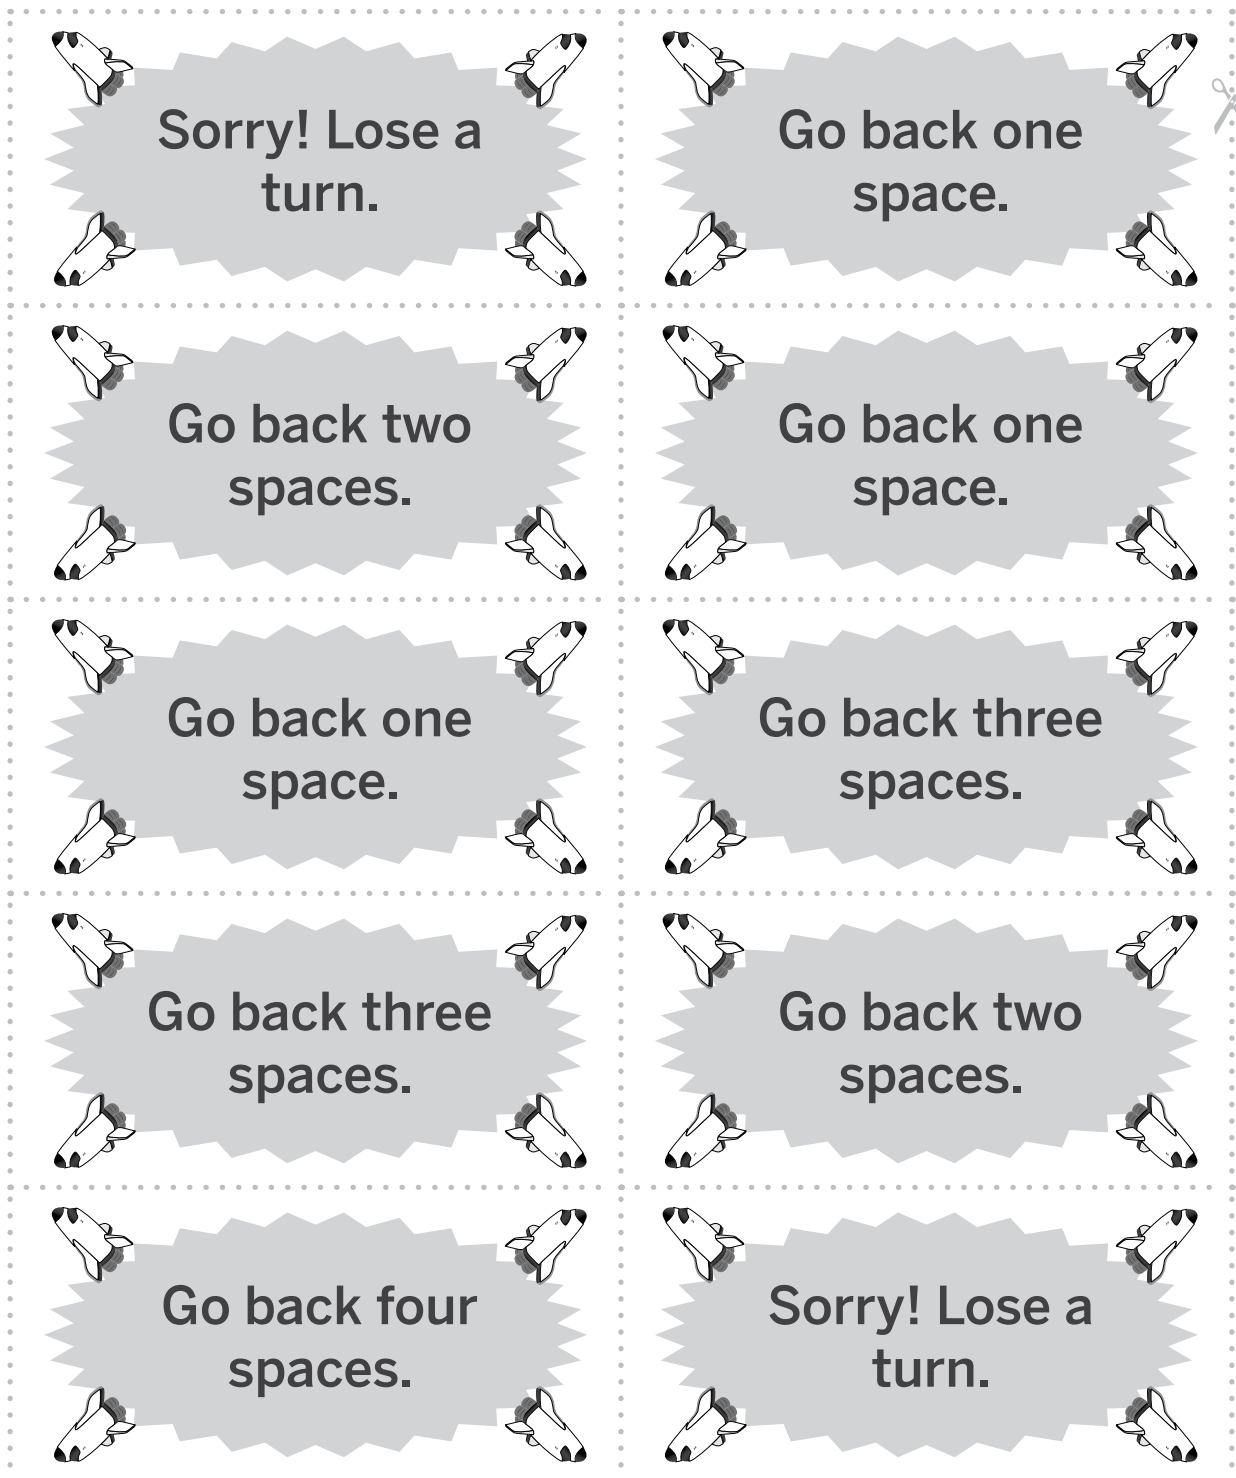 Sorry! Lose a
turn.
Go back one
space.
Go back two
spaces.
Go back one
space.
Go back one
space.
Go back three
spaces.
Go back three
spaces.
Go back two
spaces.
Go back four
spaces.
Sorry! Lose a
turn.